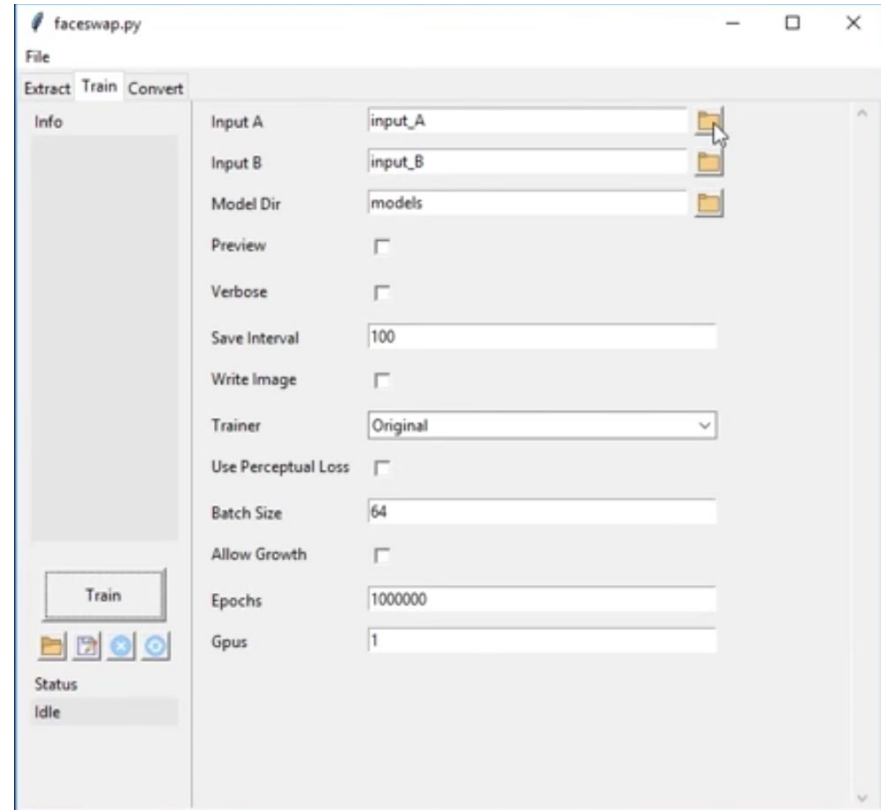 faceswap.py
File
Extract Train Convert
Info
Input A input_A
Input B input_B
Model Dir models
Preview
Verbose
Save Interval 100
Write Image
Trainer Original
Use Perceptual Loss
Batch Size 64
Allow Growth
Train
Epochs 1000000
Gpus 1
Status
Idle